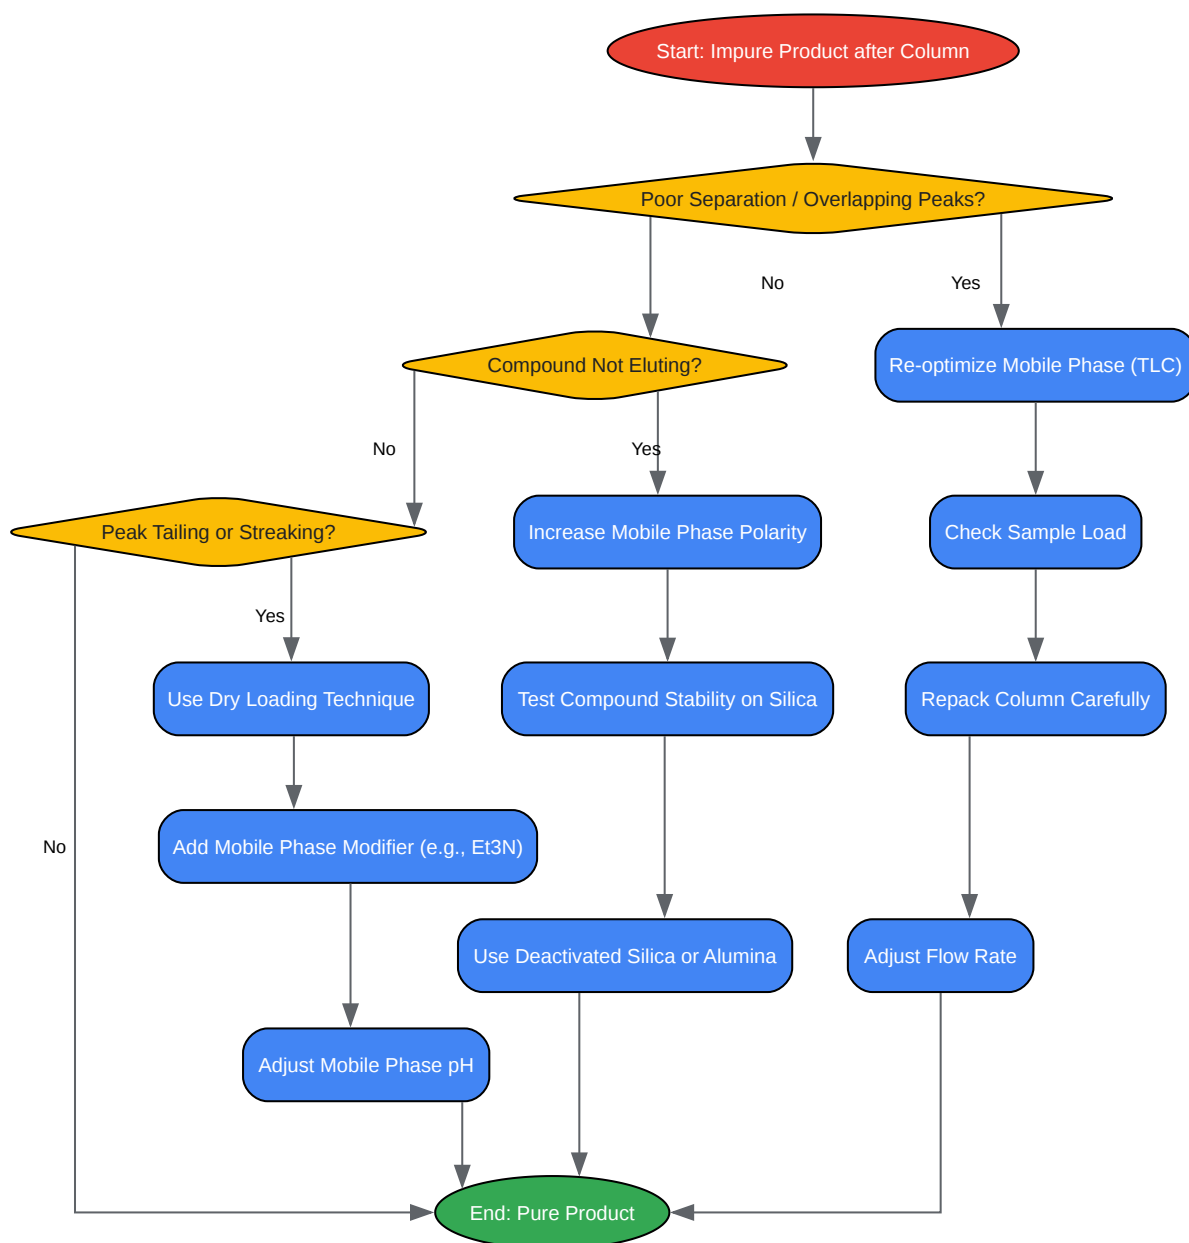 Start: Impure Product after Column
Poor Separation / Overlapping Peaks?
No
Yes
Compound Not Eluting?
Re-optimize Mobile Phase (TLC)
No
Yes
Peak Tailing or Streaking?
Increase Mobile Phase Polarity
Check Sample Load
Yes
Use Dry Loading Technique
Test Compound Stability on Silica
Repack Column Carefully
No
Add Mobile Phase Modifier (e.g., Et3N)
Use Deactivated Silica or Alumina
Adjust Flow Rate
Adjust Mobile Phase pH
End: Pure Product